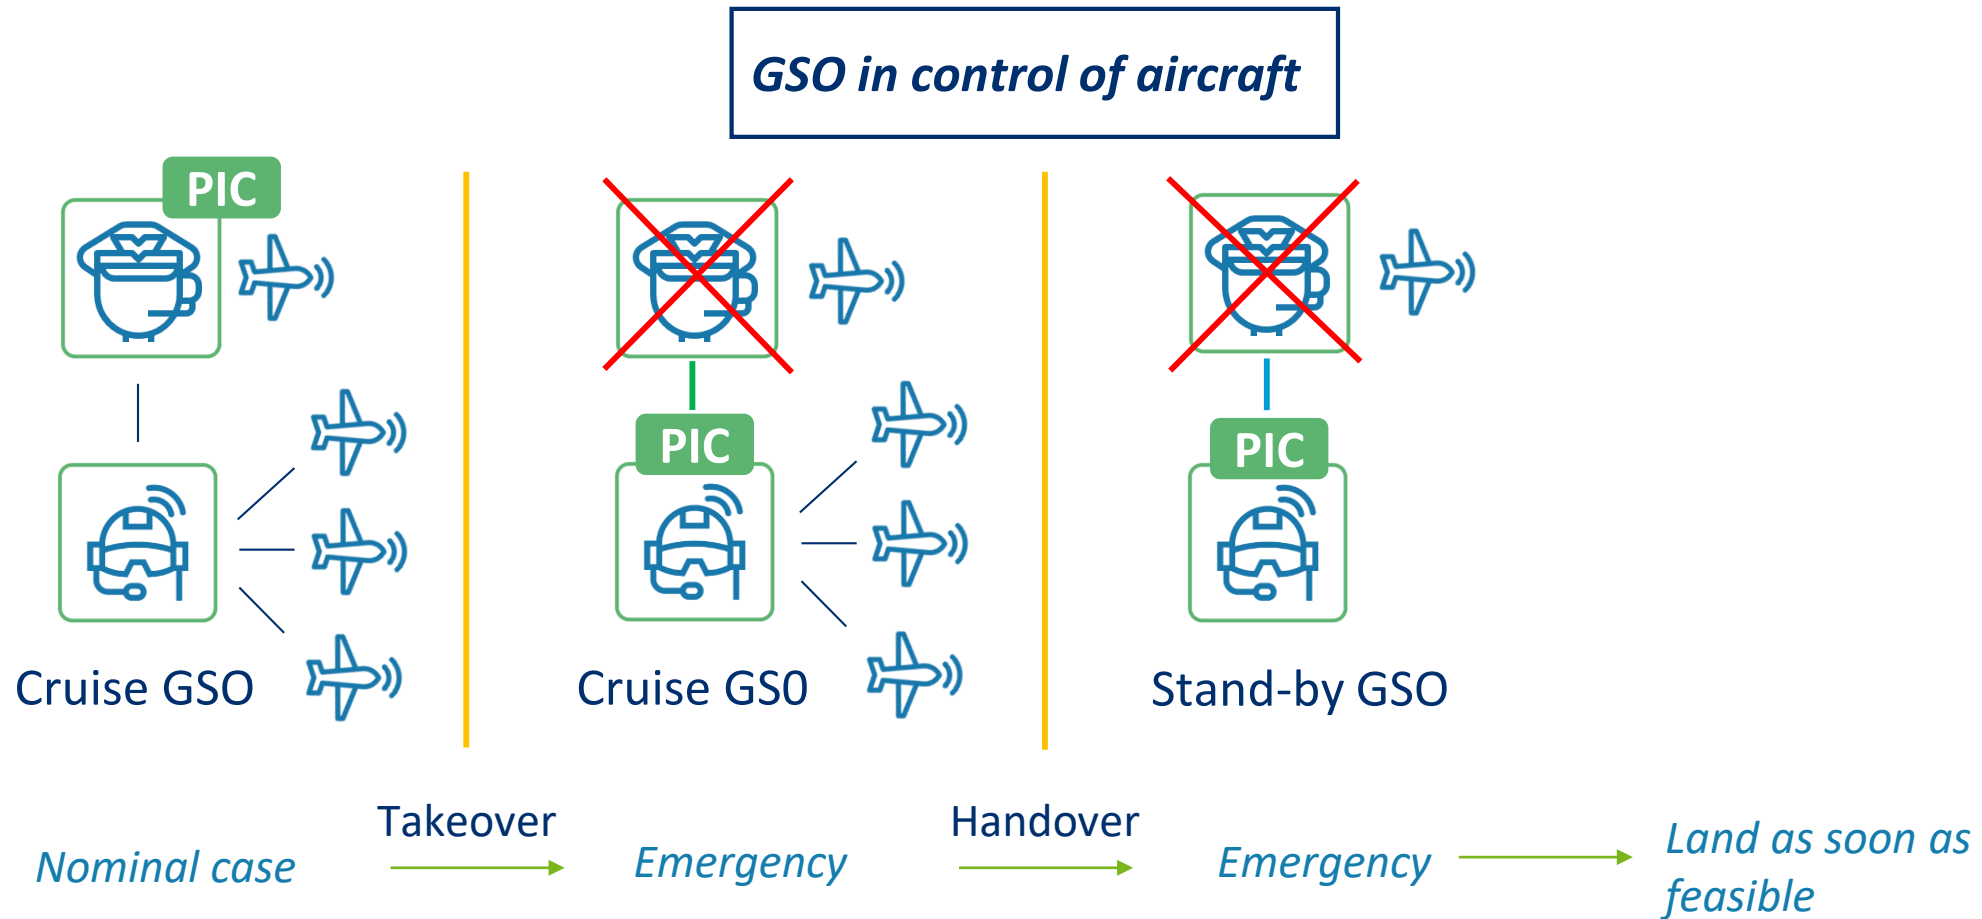 GSO in control of aircraft
PIC
PIC
PIC
Cruise GSO
Cruise GS0
Stand-by GSO
Takeover
Handover
Nominal case
Emergency
Emergency
Land as soon as
feasible